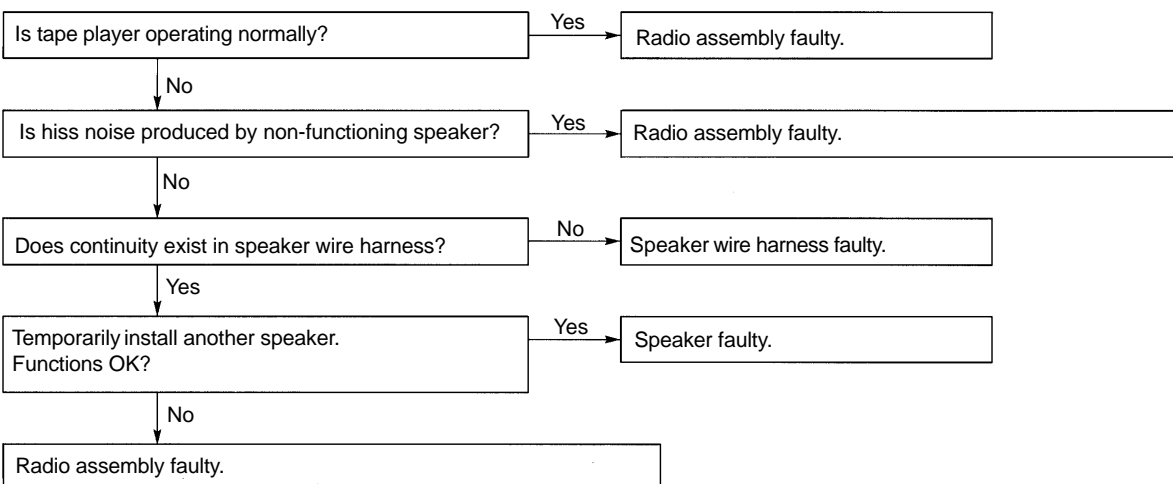 Is tape player operating normally?
Yes
Radio assembly faulty.
No
Is hiss noise produced by non-functioning speaker?
Yes
Radio assembly faulty.
No
Does continuity exist in speaker wire harness?
No
Speaker wire harness faulty.
Yes
Temporarily install another speaker.
Functions OK?
Yes
Speaker faulty.
No
Radio assembly faulty.